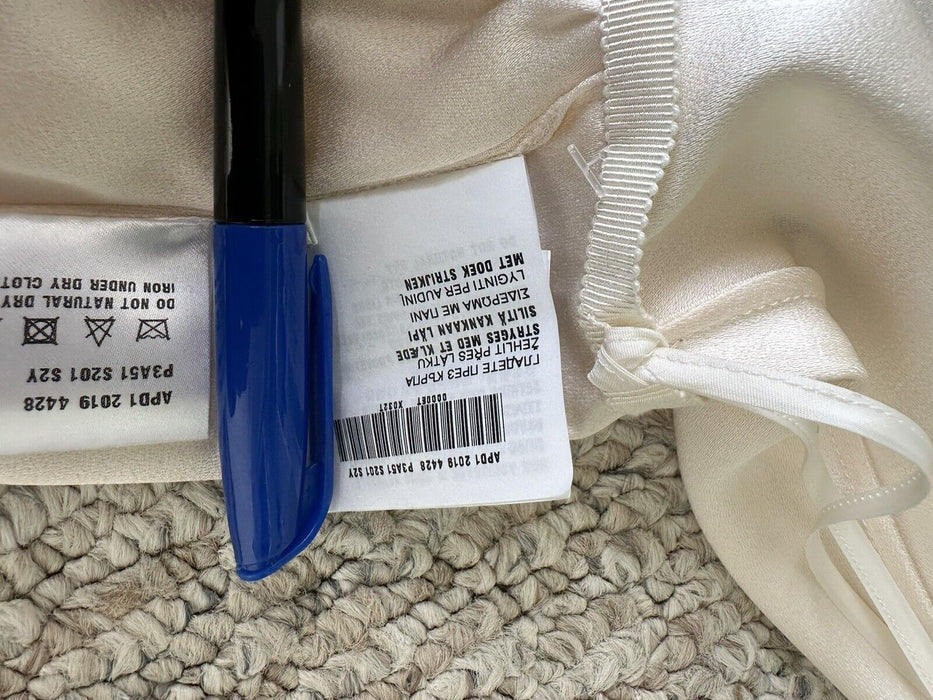 APD1 2019 4428 P3A51 S201 S2Y
X032T
ГЛАДЕТЕ ПРЕЗ КЪРПА
ŽEHLIT PŘES LÁTKU
STRYGES MED ET KLÆDE
SILITÄ KANKAAN LÄPI
ΣΙΔΕΡΩΜΑ ΜΕ ΠΑΝΙ
LYGINTI PER AUDINĮ
MET DOEK STRIJKEN
APD1 2019 4428
P3A51 S201 S2Y
DO NOT NATURAL DRY
IRON UNDER DRY CLOT